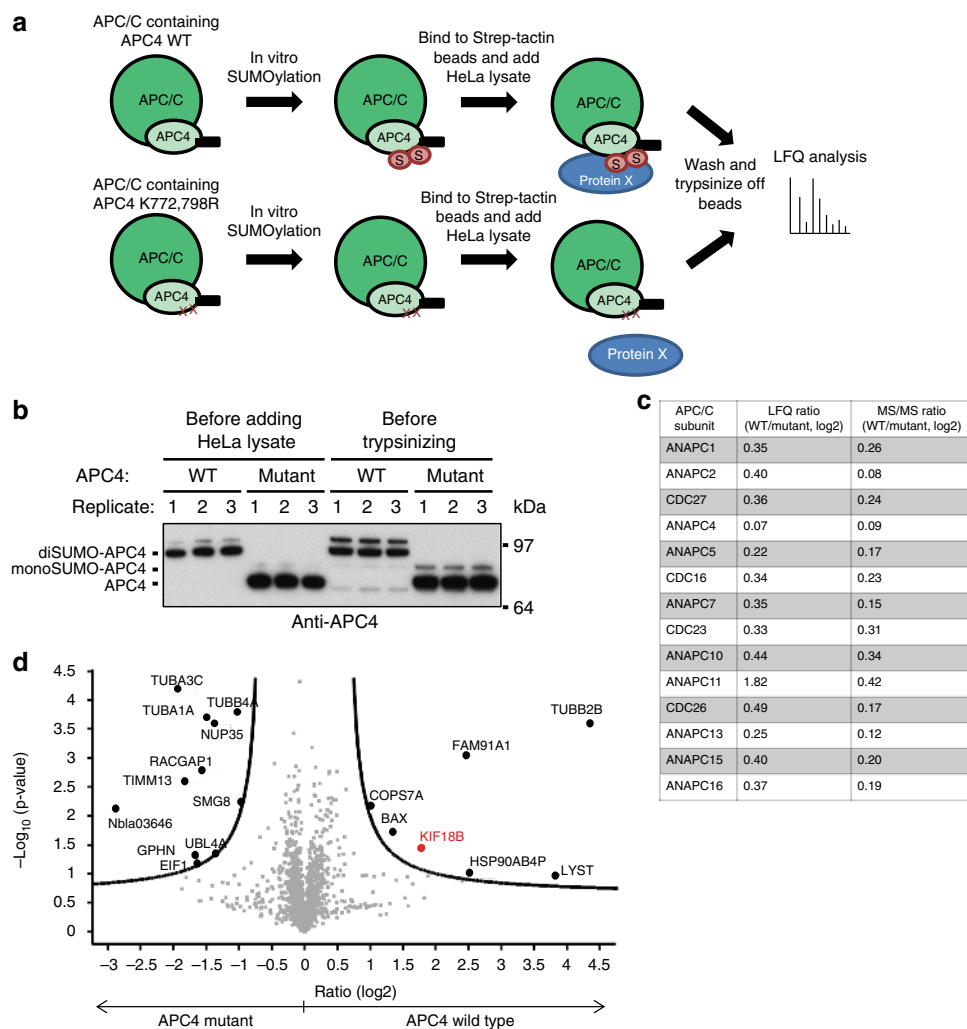 a
APC/C containing
APC4 WT
In vitro
SUMOylation
Bind to Strep-tactin
beads and add
HeLa lysate
APC/C
APC4
APC/C
APC4
S S
APC/C
APC4
S S
Protein X
Wash and
trypsinize off
beads
LFQ analysis
APC/C containing
APC4 K772,798R
In vitro
SUMOylation
Bind to Strep-tactin
beads and add
HeLa lysate
APC/C
APC4
X X
APC/C
APC4
X X
APC/C
APC4
X X
Protein X
b
Before adding
HeLa lysate
Before
trypsinizing
APC4: WT Mutant WT Mutant
Replicate: 1 2 3 1 2 3 1 2 3 1 2 3 kDa
diSUMO-APC4
monoSUMO-APC4
APC4
97
64
Anti-APC4
c
APC/C subunit LFQ ratio (WT/mutant, log2) MS/MS ratio (WT/mutant, log2)
ANAPC1 0.35 0.26
ANAPC2 0.40 0.08
CDC27 0.36 0.24
ANAPC4 0.07 0.09
ANAPC5 0.22 0.17
CDC16 0.34 0.23
ANAPC7 0.35 0.15
CDC23 0.33 0.31
ANAPC10 0.44 0.34
ANAPC11 1.82 0.42
CDC26 0.49 0.17
ANAPC13 0.25 0.12
ANAPC15 0.40 0.20
ANAPC16 0.37 0.19
d
–Log10 (p-value)
4.5
4
3.5
3
2.5
2
1.5
1
0.5
0
TUBA3C
TUBA1A
TUBB4A
NUP35
RACGAP1
TIMM13
SMG8
Nbla03646
GPHN
UBL4A
EIF1
TUBB2B
FAM91A1
COPS7A
BAX
KIF18B
HSP90AB4P
LYST
–3 –2.5 –2 –1.5 –1 –0.5 0 0.5 1 1.5 2 2.5 3 3.5 4 4.5
Ratio (log2)
APC4 mutant APC4 wild type